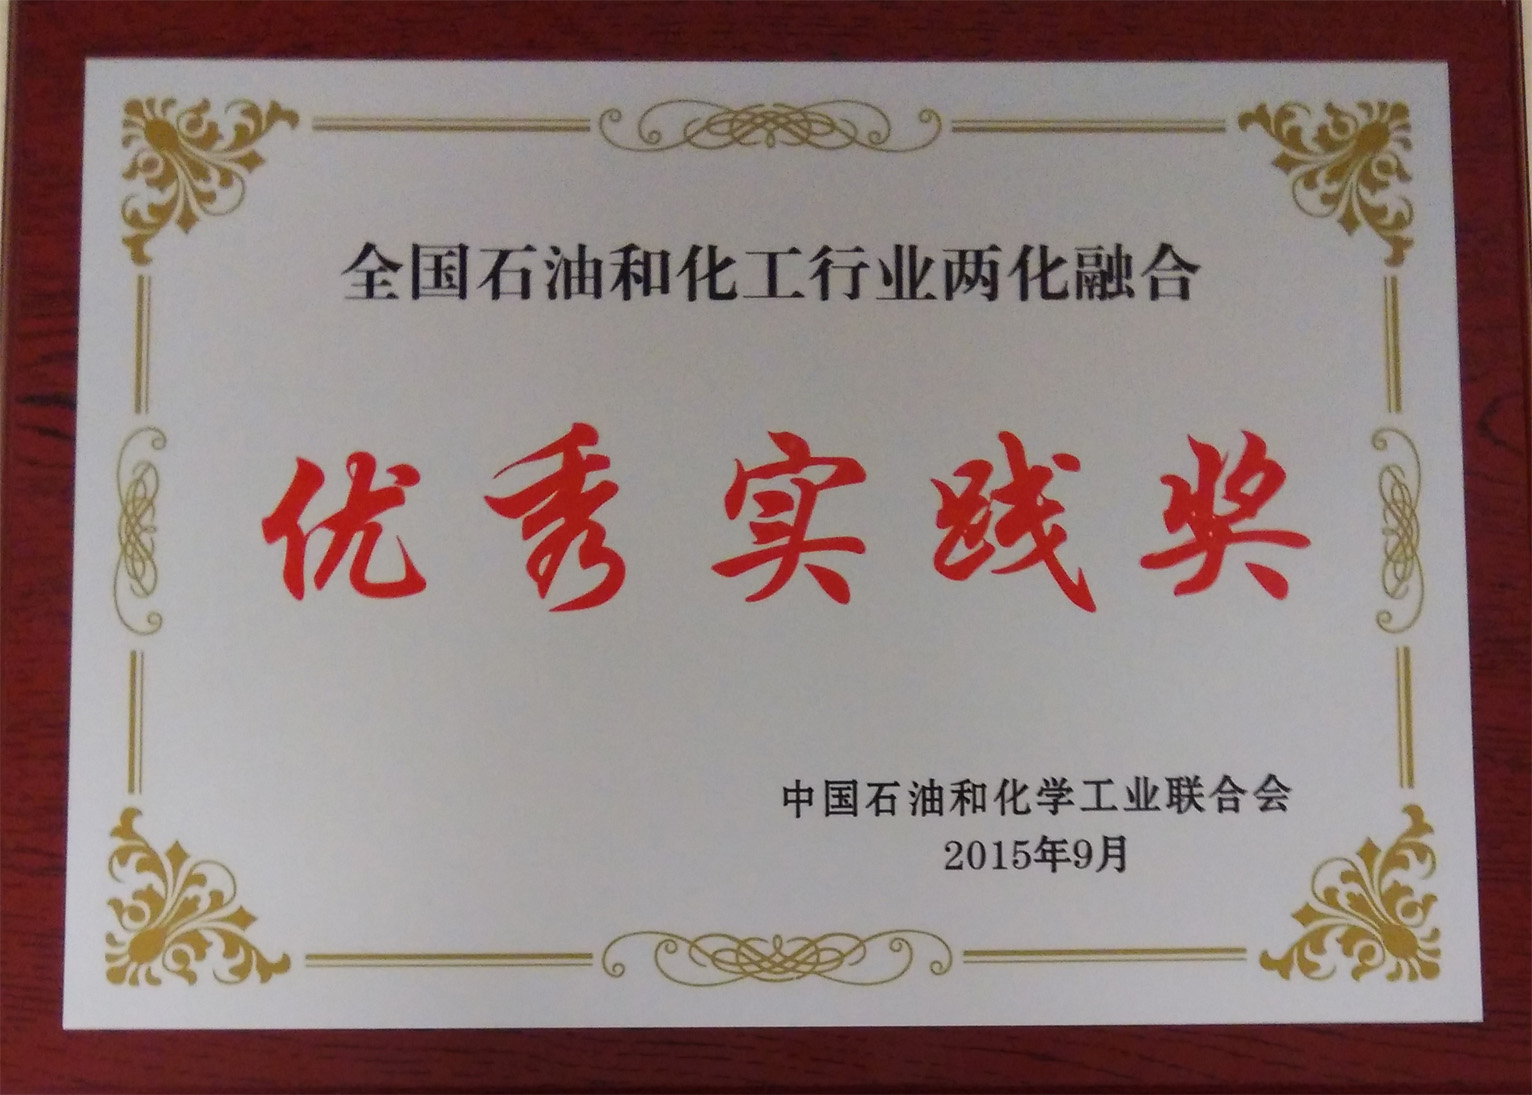 全国石油和化工行业两化融合
优秀实践奖
中国石油和化学工业联合会
2015年9月